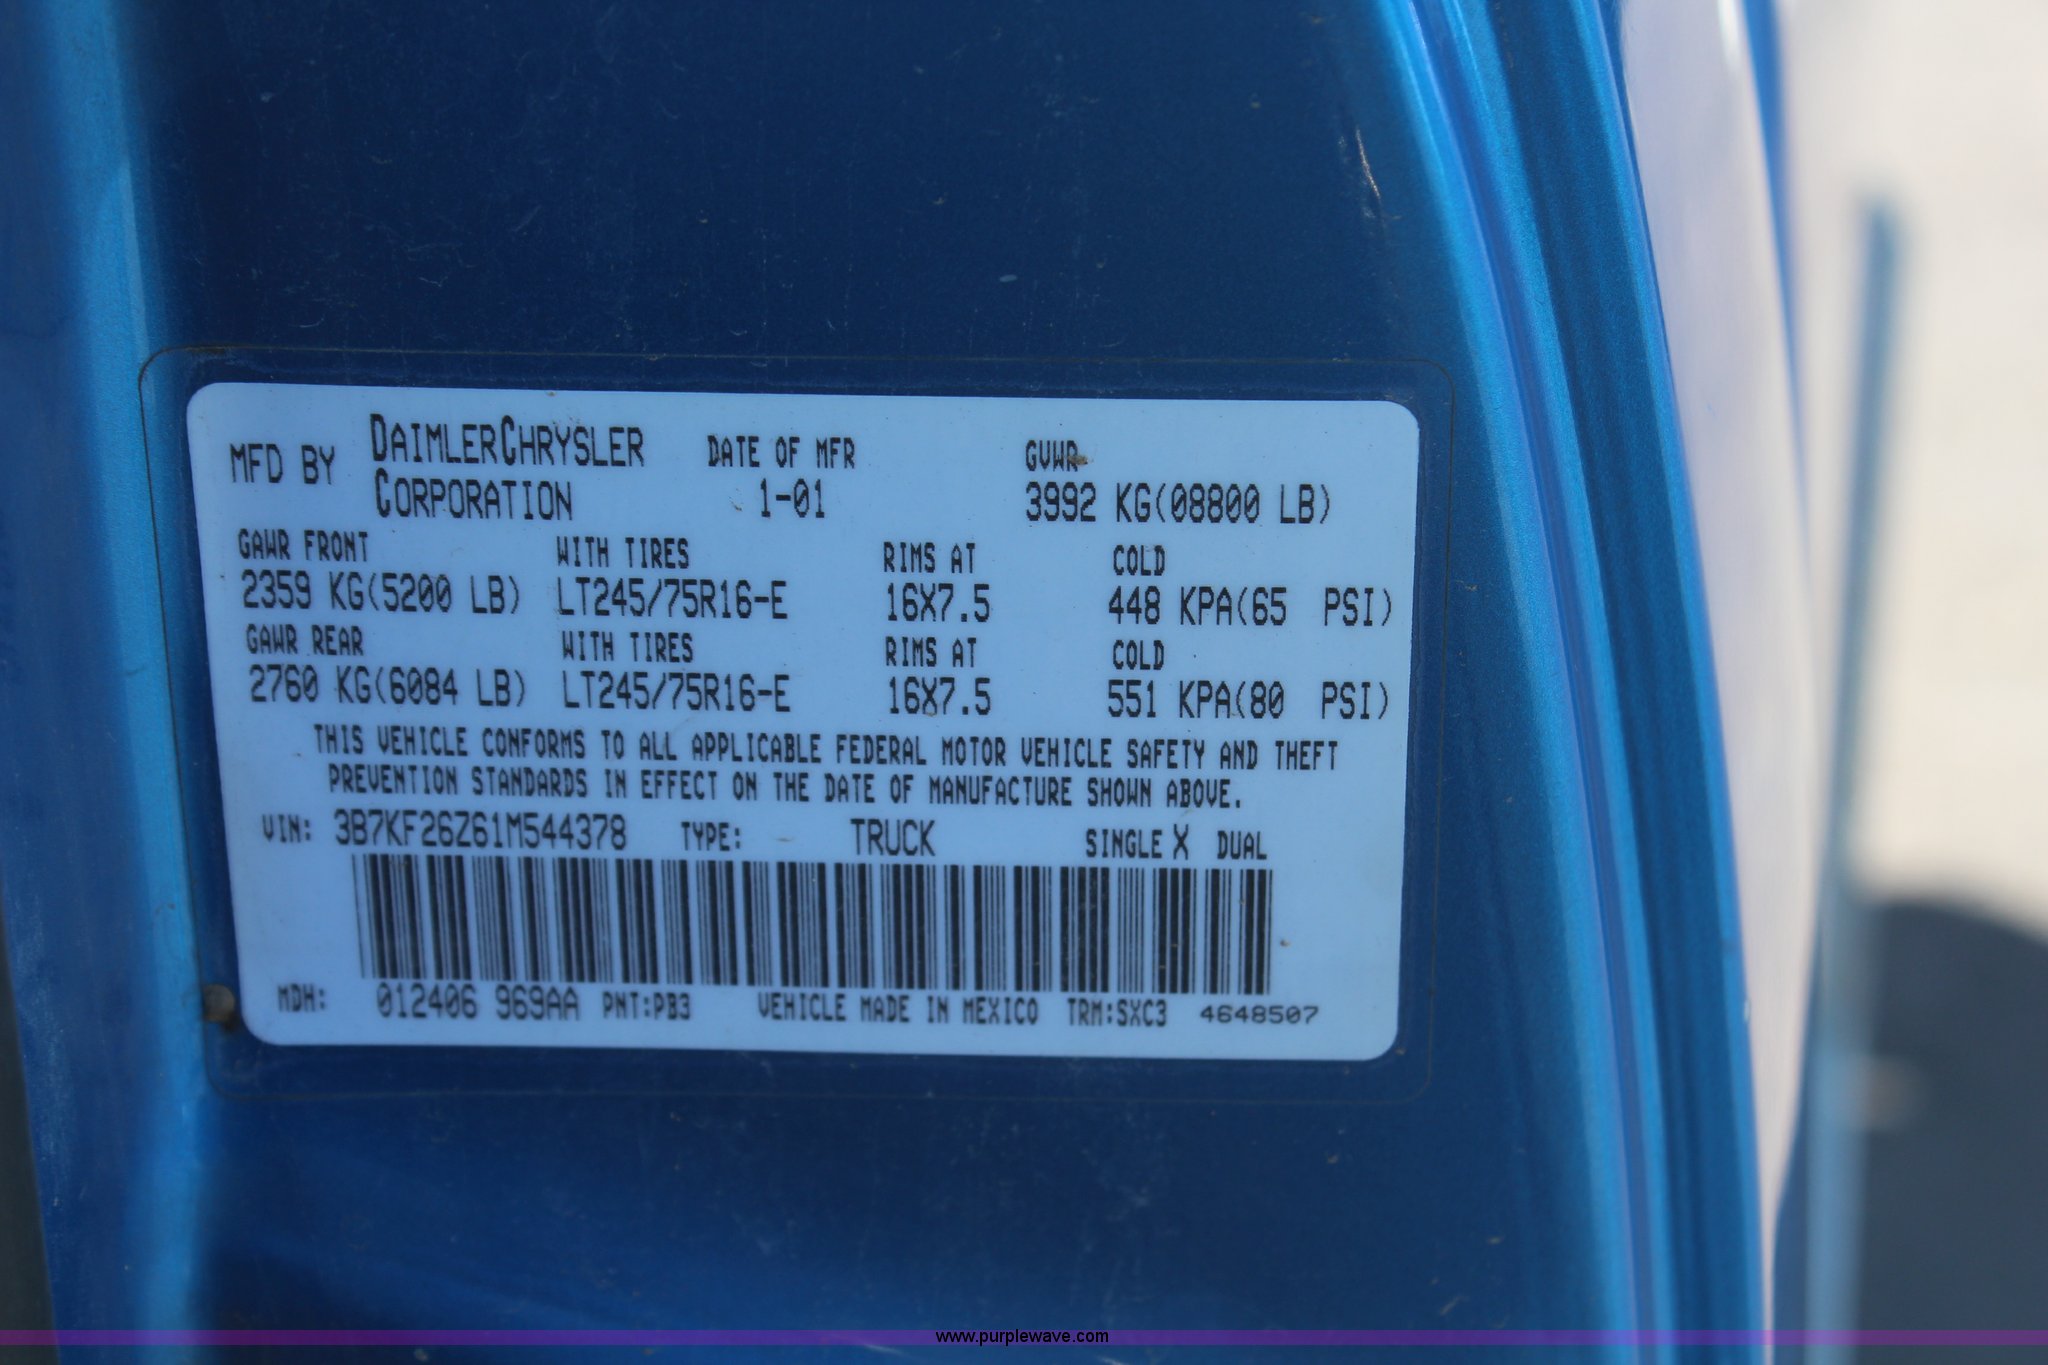 MFD BY DAIMLERCHRYSLER CORPORATION DATE OF MFR 1-01 GVWR 3992 KG(08800 LB)
GAWR FRONT WITH TIRES RIMS AT COLD
2359 KG(5200 LB) LT245/75R16-E 16X7.5 448 KPA(65 PSI)
GAWR REAR WITH TIRES RIMS AT COLD
2760 KG(6084 LB) LT245/75R16-E 16X7.5 551 KPA(80 PSI)
THIS VEHICLE CONFORMS TO ALL APPLICABLE FEDERAL MOTOR VEHICLE SAFETY AND THEFT
PREVENTION STANDARDS IN EFFECT ON THE DATE OF MANUFACTURE SHOWN ABOVE.
VIN: 3B7KF26Z61M544378 TYPE: TRUCK SINGLE X DUAL
MDH: 012406 969AA PNT:PB3 VEHICLE MADE IN MEXICO TRM:SXC3 4648507
www.purplewave.com